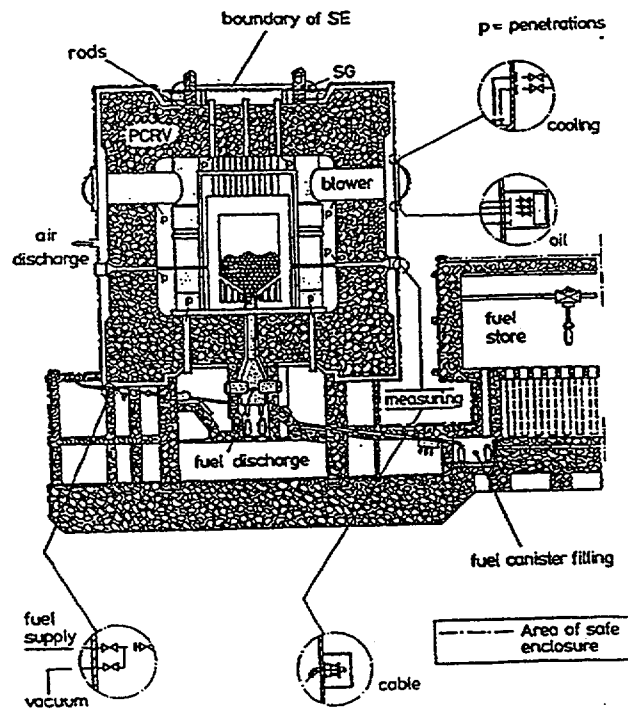 boundary of SE
p = penetrations
rods
SG
PCRV
cooling
blower
p
p
p
p
p
p
oil
air
discharge
fuel
store
measuring
fuel discharge
fuel canister filling
fuel
supply
vacuum
cable
Area of safe
enclosure